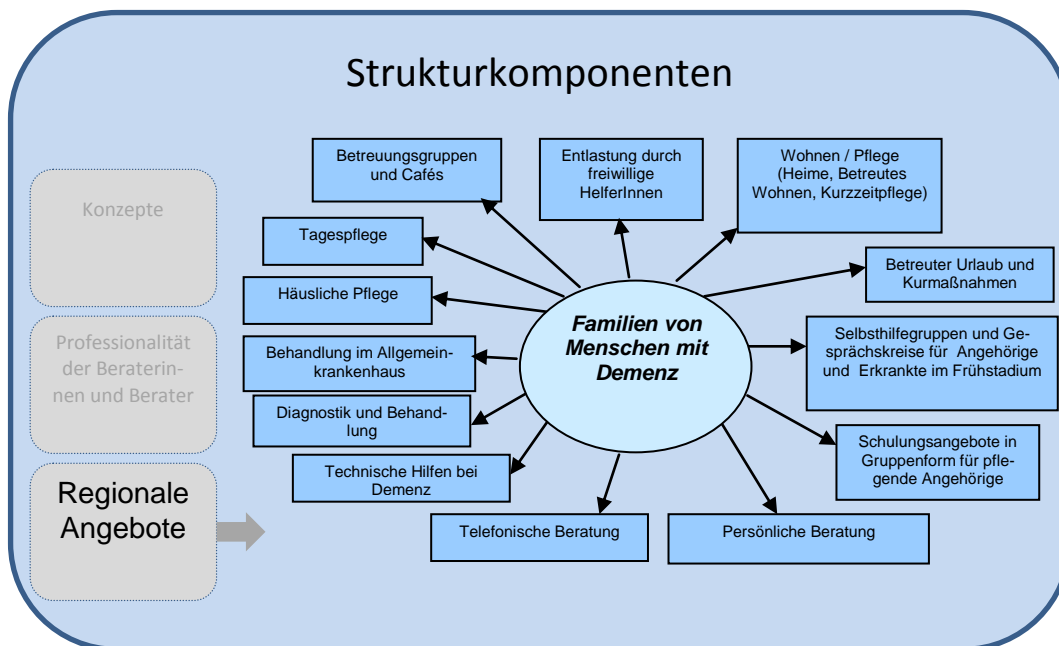 Strukturkomponenten
Konzepte
Professionalität
der Beraterin-
nen und Berater
Regionale
Angebote
Betreuungsgruppen
und Cafés
Entlastung durch
freiwillige
HelferInnen
Wohnen / Pflege
(Heime, Betreutes
Wohnen, Kurzzeitpflege)
Tagespflege
Betreuter Urlaub und
Kurmaßnahmen
Häusliche Pflege
Familien von
Menschen mit
Demenz
Selbsthilfegruppen und Ge-
sprächskreise für Angehörige
und Erkrankte im Frühstadium
Behandlung im Allgemein-
krankenhaus
Diagnostik und Behand-
lung
Schulungsangebote in
Gruppenform für pfle-
gende Angehörige
Technische Hilfen bei
Demenz
Telefonische Beratung
Persönliche Beratung